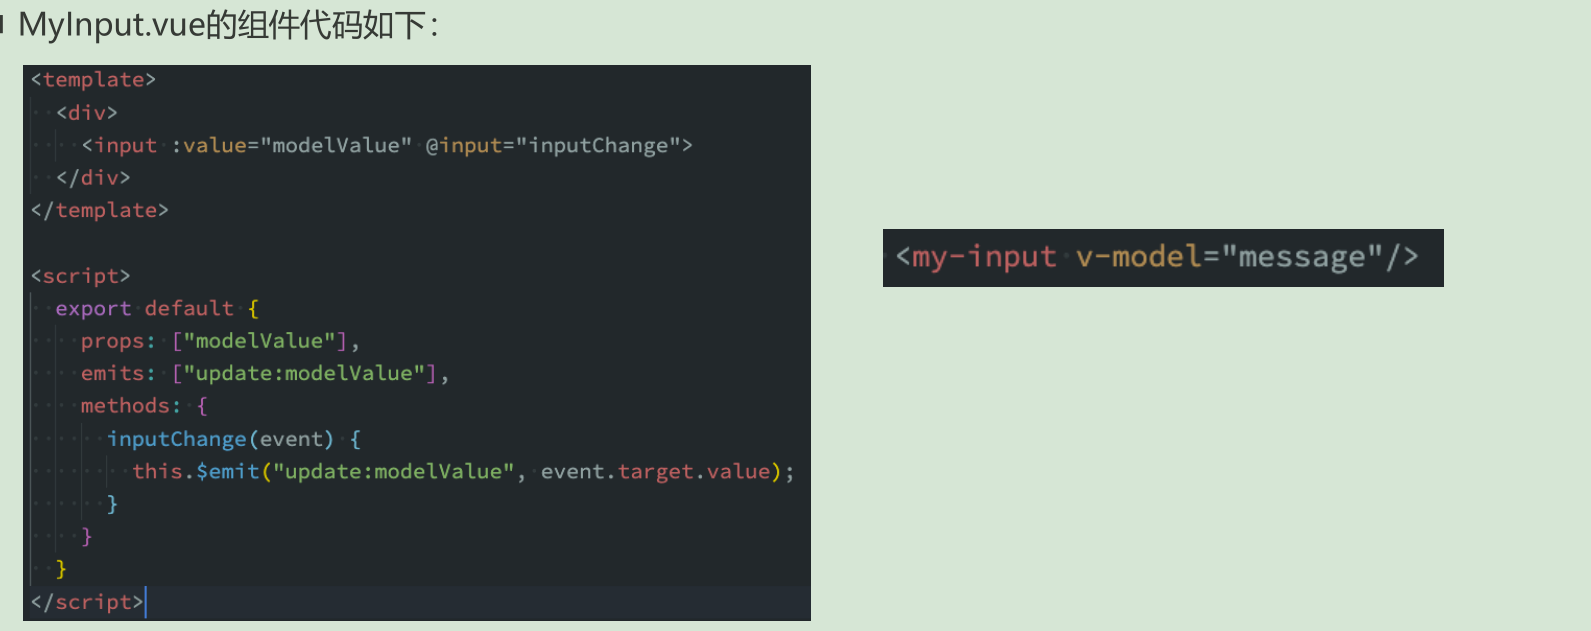 MyInput.vue的组件代码如下：
<template>
  <div>
    <input :value="modelValue" @input="inputChange">
  </div>
</template>

<script>
  export default {
    props: ["modelValue"],
    emits: ["update:modelValue"],
    methods: {
      inputChange(event) {
        this.$emit("update:modelValue", event.target.value);
      }
    }
  }
</script>
<my-input v-model="message"/>